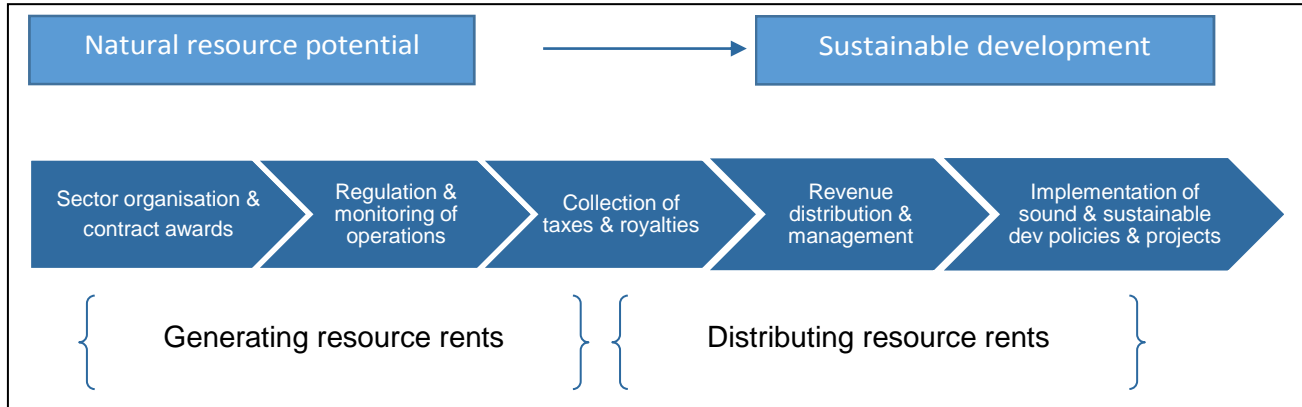 Natural resource potential
Sustainable development
Sector organisation &
contract awards
Regulation &
monitoring of
operations
Collection of
taxes & royalties
Revenue
distribution &
management
Implementation of
sound & sustainable
dev policies & projects
Generating resource rents
Distributing resource rents